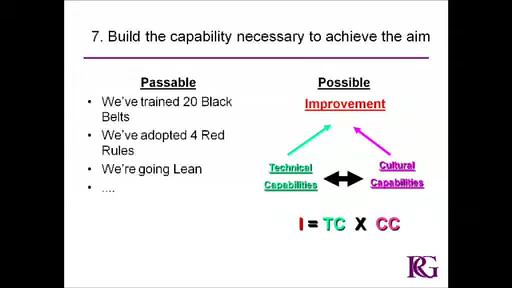 7. Build the capability necessary to achieve the aim
Passable
• We've trained 20 Black
Belts
• We've adopted 4 Red
Rules
• We're going Lean
• ....
Possible
Improvement
Technical
Capabilities
Cultural
Capabilities
I = TC X CC
RG